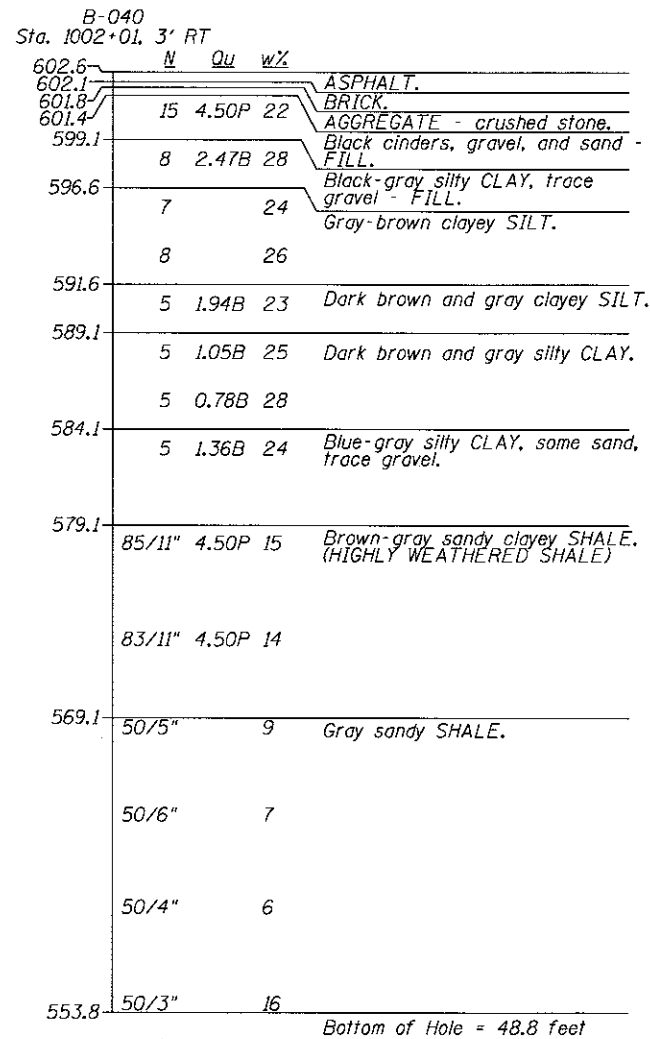 B-040
Sta. 1002+01, 3' RT
N Qu w%
602.6
602.1 ASPHALT.
601.8 BRICK.
601.4 15 4.50P 22 AGGREGATE - crushed stone.
599.1 Black cinders, gravel, and sand -
8 2.47B 28 FILL.
596.6 Black-gray silty CLAY, trace
gravel - FILL.
7 24 Gray-brown clayey SILT.
8 26
591.6
5 1.94B 23 Dark brown and gray clayey SILT.
589.1
5 1.05B 25 Dark brown and gray silty CLAY.
5 0.78B 28
584.1
5 1.36B 24 Blue-gray silty CLAY, some sand,
trace gravel.
579.1
85/11" 4.50P 15 Brown-gray sandy clayey SHALE.
(HIGHLY WEATHERED SHALE)
83/11" 4.50P 14
569.1
50/5" 9 Gray sandy SHALE.
50/6" 7
50/4" 6
553.8 50/3" 16
Bottom of Hole = 48.8 feet